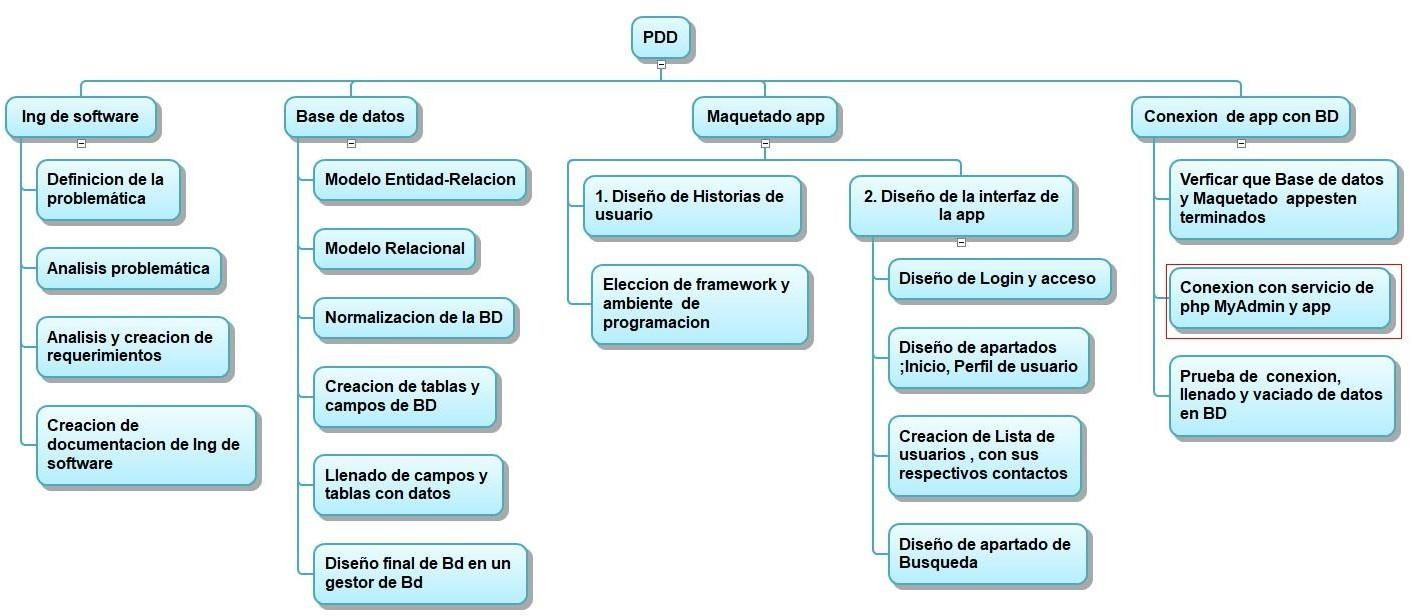 PDD
Ing de software
Definicion de la
problemática
Analisis problemática
Analisis y creacion de
requerimientos
Creacion de
documentacion de Ing de
software
Base de datos
Modelo Entidad-Relacion
Modelo Relacional
Normalizacion de la BD
Creacion de tablas y
campos de BD
Llenado de campos y
tablas con datos
Diseño final de Bd en un
gestor de Bd
Maquetado app
1. Diseño de Historias de
usuario
Eleccion de framework y
ambiente de
programacion
2. Diseño de la interfaz de
la app
Diseño de Login y acceso
Diseño de apartados
;Inicio, Perfil de usuario
Creacion de Lista de
usuarios , con sus
respectivos contactos
Diseño de apartado de
Busqueda
Conexion de app con BD
Verficar que Base de datos
y Maquetado appesten
terminados
Conexion con servicio de
php MyAdmin y app
Prueba de conexion,
llenado y vaciado de datos
en BD